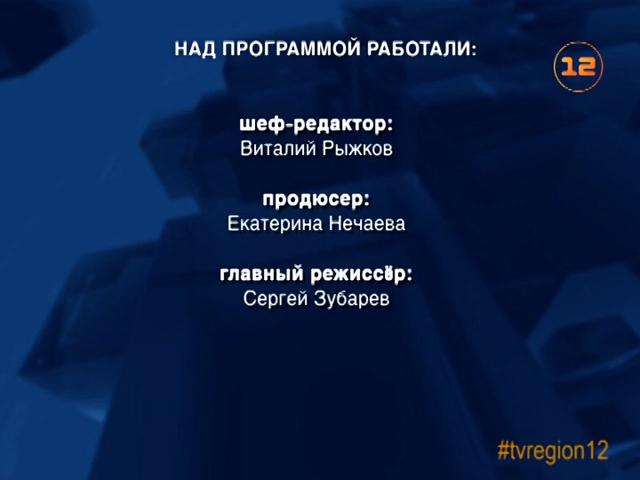 НАД ПРОГРАММОЙ РАБОТАЛИ:
12
шеф-редактор:
Виталий Рыжков
продюсер:
Екатерина Нечаева
главный режиссёр:
Сергей Зубарев
#tvregion12